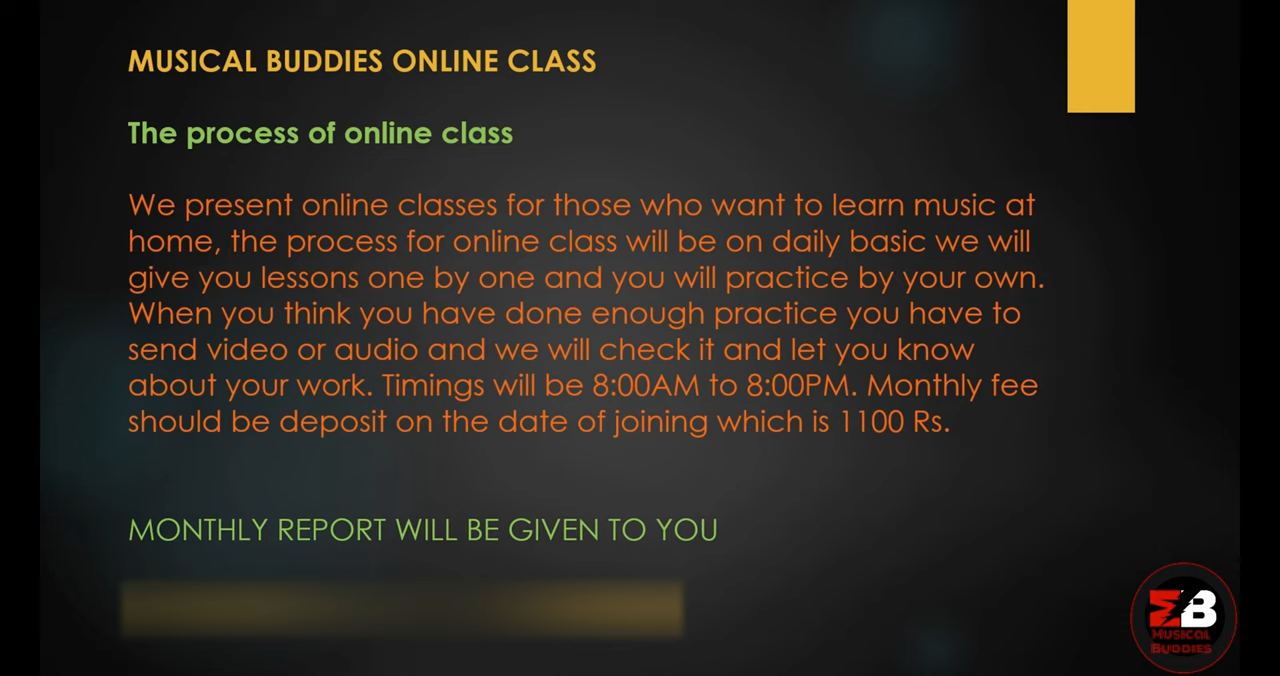 MUSICAL BUDDIES ONLINE CLASS
The process of online class
We present online classes for those who want to learn music at
home, the process for online class will be on daily basic we will
give you lessons one by one and you will practice by your own.
When you think you have done enough practice you have to
send video or audio and we will check it and let you know
about your work. Timings will be 8:00AM to 8:00PM. Monthly fee
should be deposit on the date of joining which is 1100 Rs.
MONTHLY REPORT WILL BE GIVEN TO YOU
B
MUSICAL
BUDDIES